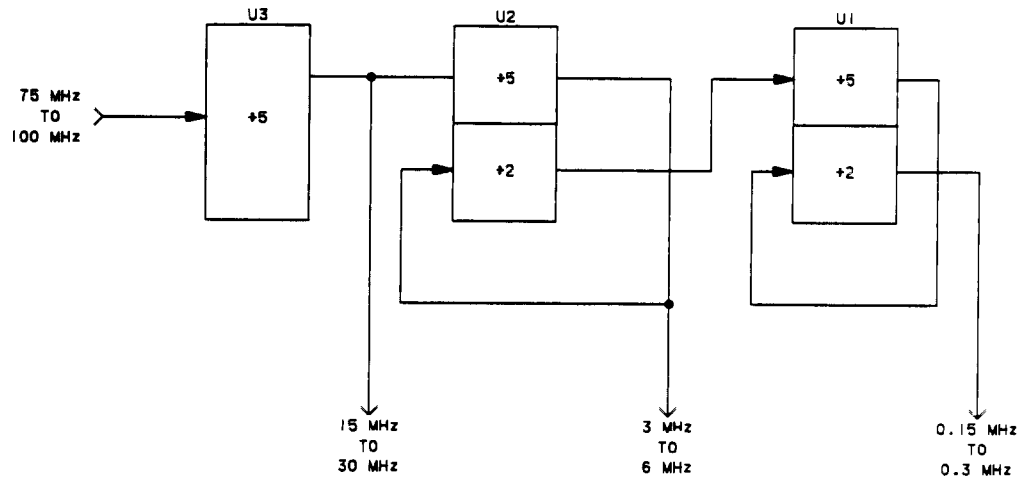 U3
U2
U1
75 MHz
TO
100 MHz
+5
+5
+2
+5
+2
15 MHz
TO
30 MHz
3 MHz
TO
6 MHz
0.15 MHz
TO
0.3 MHz